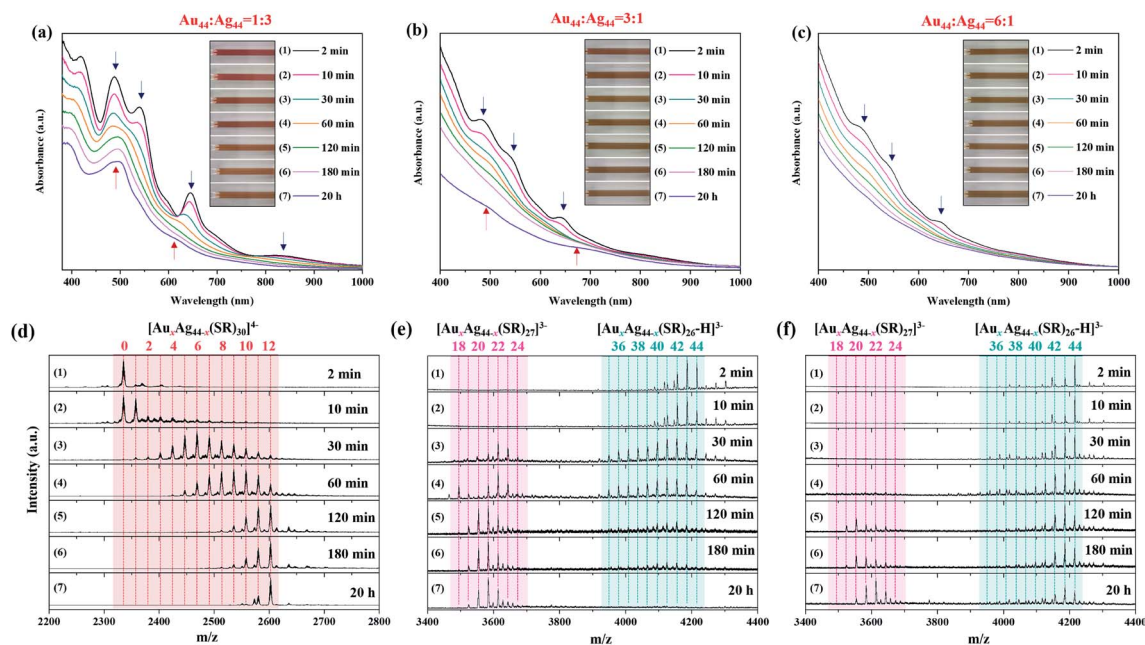 Au₄₄:Ag₄₄=1:3
(a)
(1) 2 min
(2) 10 min
(3) 30 min
(4) 60 min
(5) 120 min
(6) 180 min
(7) 20 h
Absorbance (a.u.)
400 500 600 700 800 900 1000
Wavelength (nm)
Au₄₄:Ag₄₄=3:1
(b)
(1) 2 min
(2) 10 min
(3) 30 min
(4) 60 min
(5) 120 min
(6) 180 min
(7) 20 h
Absorbance (a.u.)
400 500 600 700 800 900 1000
Wavelength (nm)
Au₄₄:Ag₄₄=6:1
(c)
(1) 2 min
(2) 10 min
(3) 30 min
(4) 60 min
(5) 120 min
(6) 180 min
(7) 20 h
Absorbance (a.u.)
400 500 600 700 800 900 1000
Wavelength (nm)
(d)
[AuₓAg₄₄₋ₓ(SR)₃₀]⁴⁻
0 2 4 6 8 10 12
(1) 2 min
(2) 10 min
(3) 30 min
(4) 60 min
(5) 120 min
(6) 180 min
(7) 20 h
Intensity (a.u.)
2200 2300 2400 2500 2600 2700 2800
m/z
(e)
[AuₓAg₄₄₋ₓ(SR)₂₇]³⁻ [AuₓAg₄₄₋ₓ(SR)₂₆-H]³⁻
18 20 22 24 36 38 40 42 44
(1) 2 min
(2) 10 min
(3) 30 min
(4) 60 min
(5) 120 min
(6) 180 min
(7) 20 h
3400 3600 3800 4000 4200 4400
m/z
(f)
[AuₓAg₄₄₋ₓ(SR)₂₇]³⁻ [AuₓAg₄₄₋ₓ(SR)₂₆-H]³⁻
18 20 22 24 36 38 40 42 44
(1) 2 min
(2) 10 min
(3) 30 min
(4) 60 min
(5) 120 min
(6) 180 min
(7) 20 h
3400 3600 3800 4000 4200 4400
m/z